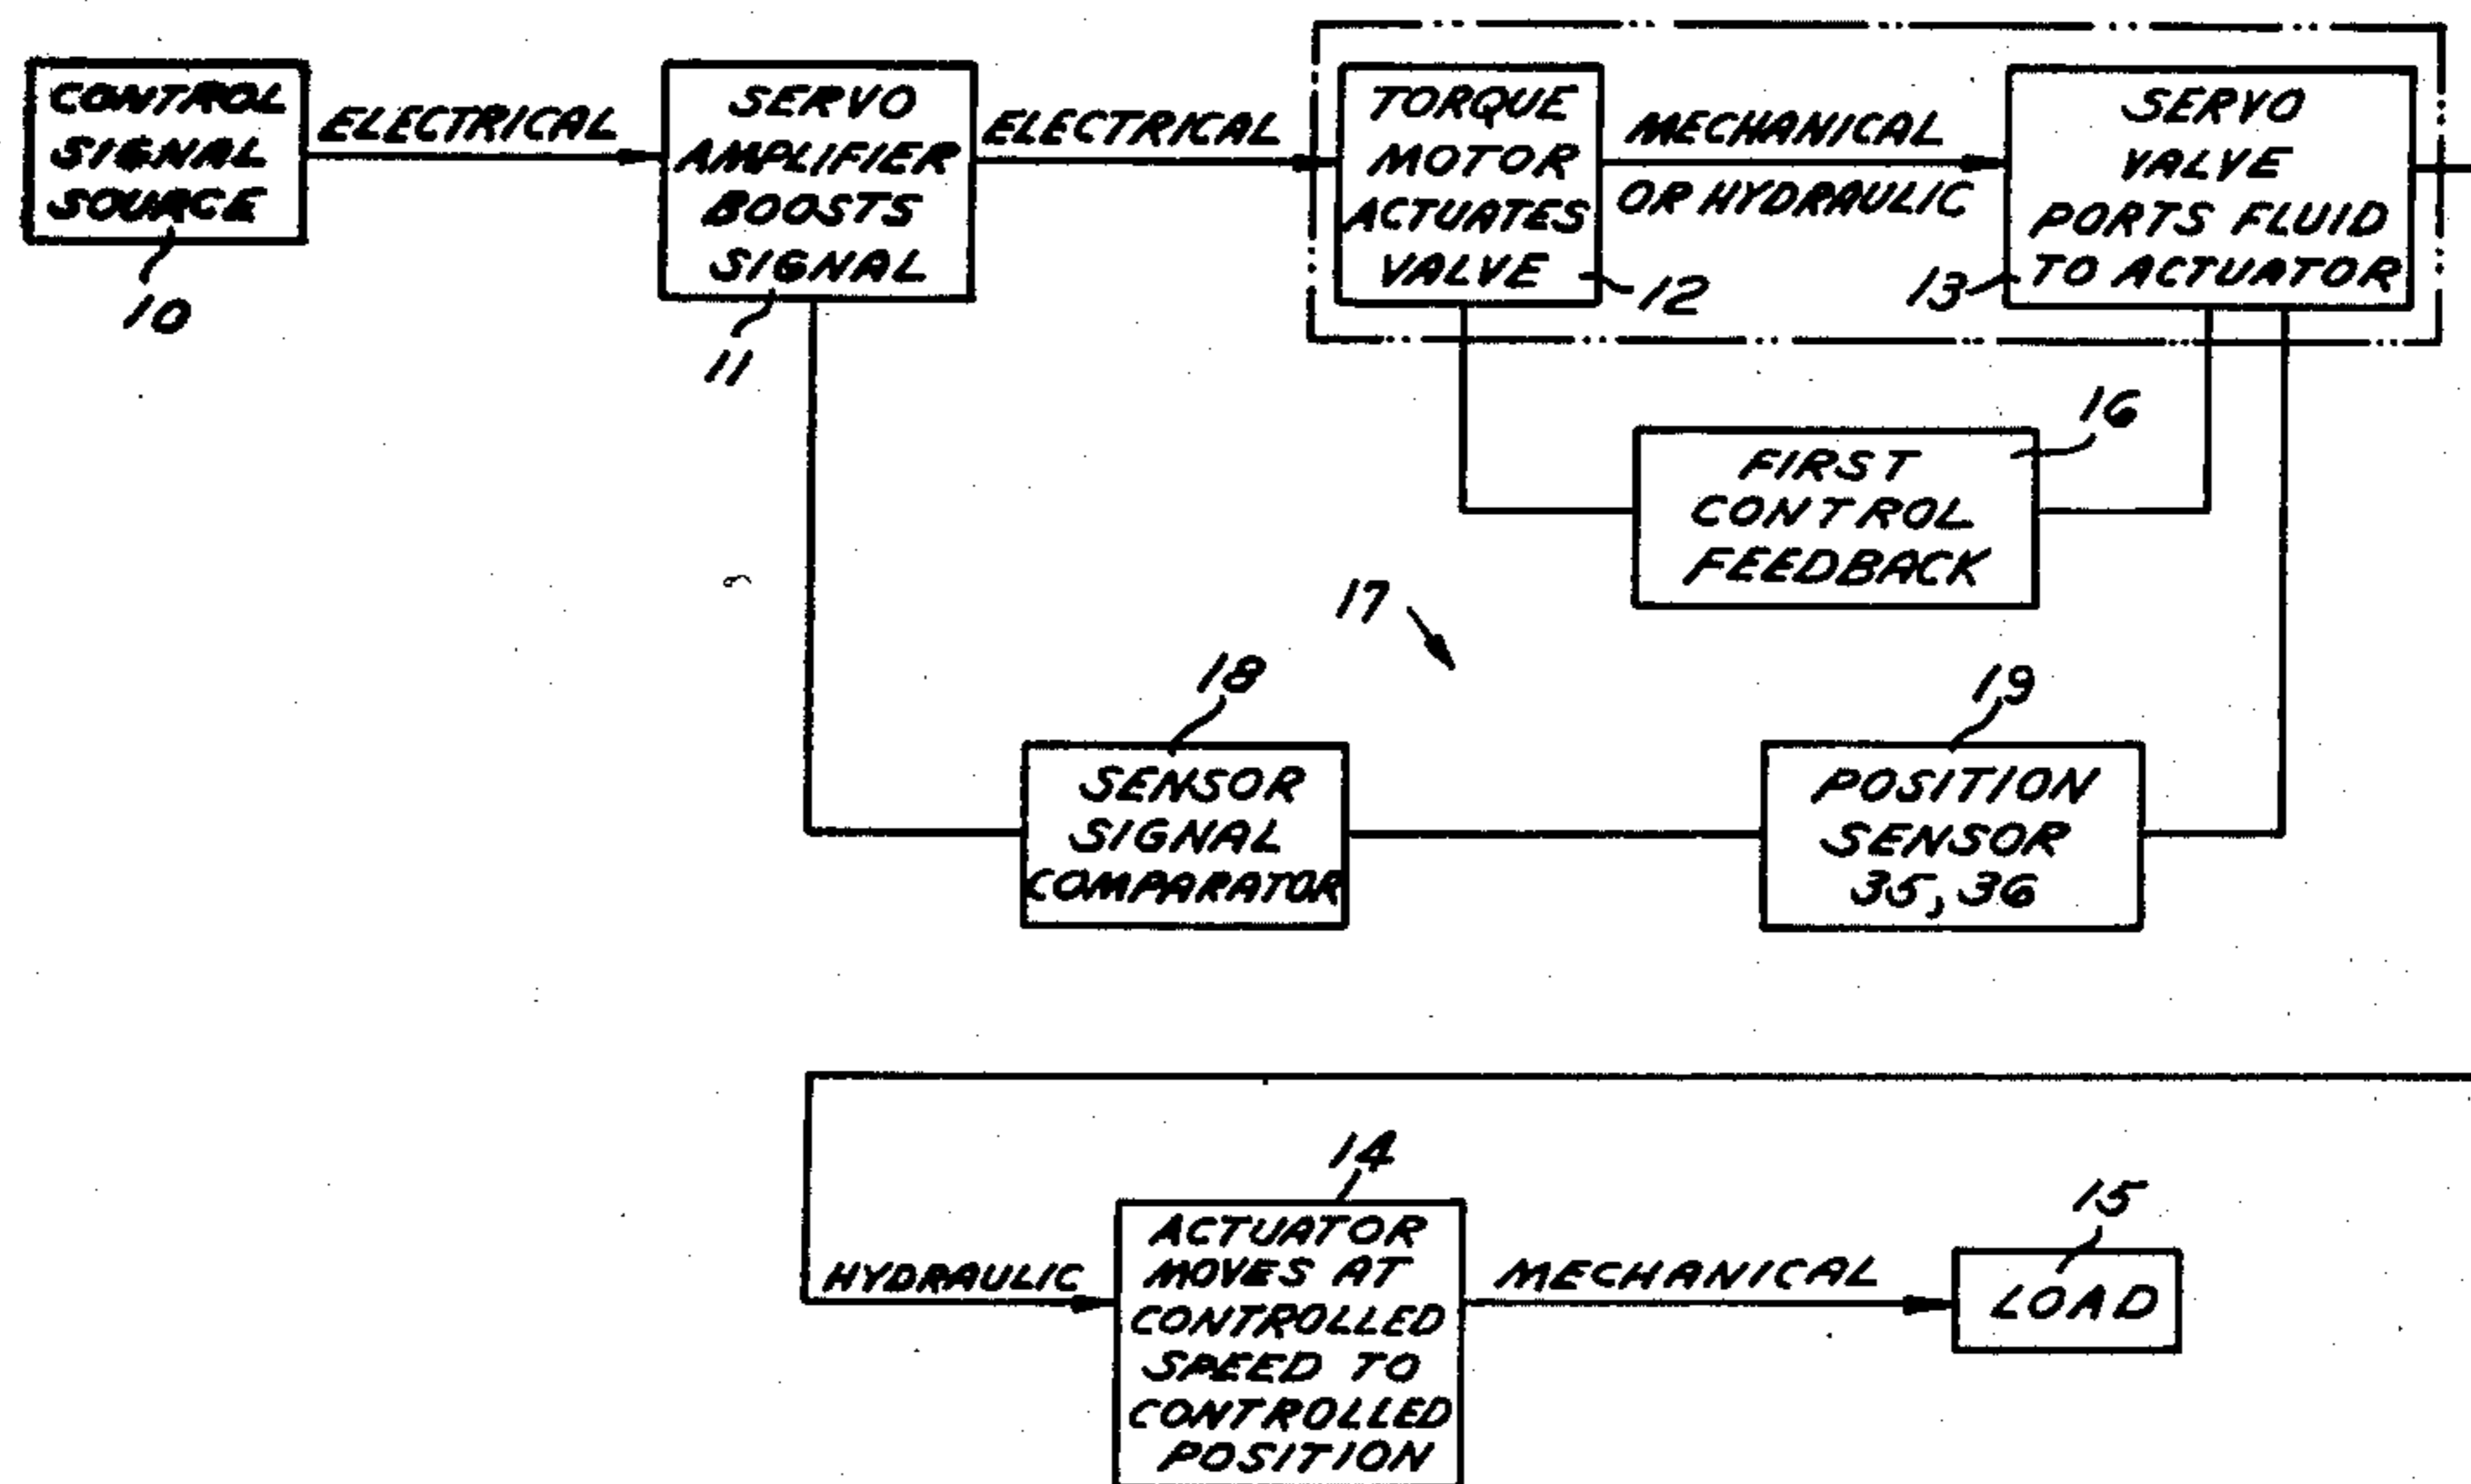 CONTROL
SIGNAL
SOURCE
10
ELECTRICAL
SERVO
AMPLIFIER
BOOSTS
SIGNAL
11
ELECTRICAL
TORQUE
MOTOR
ACTUATES
VALVE
12
MECHANICAL
OR HYDRAULIC
SERVO
VALVE
PORTS FLUID
TO ACTUATOR
13
16
FIRST
CONTROL
FEEDBACK
17
18
SENSOR
SIGNAL
COMPARATOR
19
POSITION
SENSOR
35, 36
HYDRAULIC
14
ACTUATOR
MOVES AT
CONTROLLED
SPEED TO
CONTROLLED
POSITION
MECHANICAL
15
LOAD